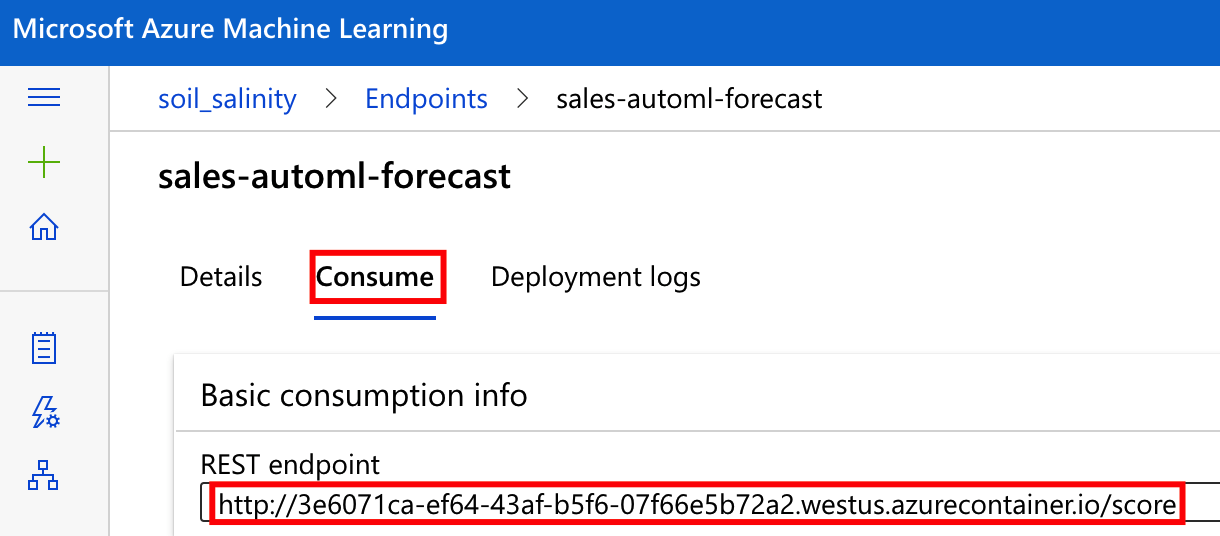 Microsoft Azure Machine Learning
soil_salinity > Endpoints > sales-automl-forecast
sales-automl-forecast
Details Consume Deployment logs
Basic consumption info
REST endpoint
http://3e6071ca-ef64-43af-b5f6-07f66e5b72a2.westus.azurecontainer.io/score